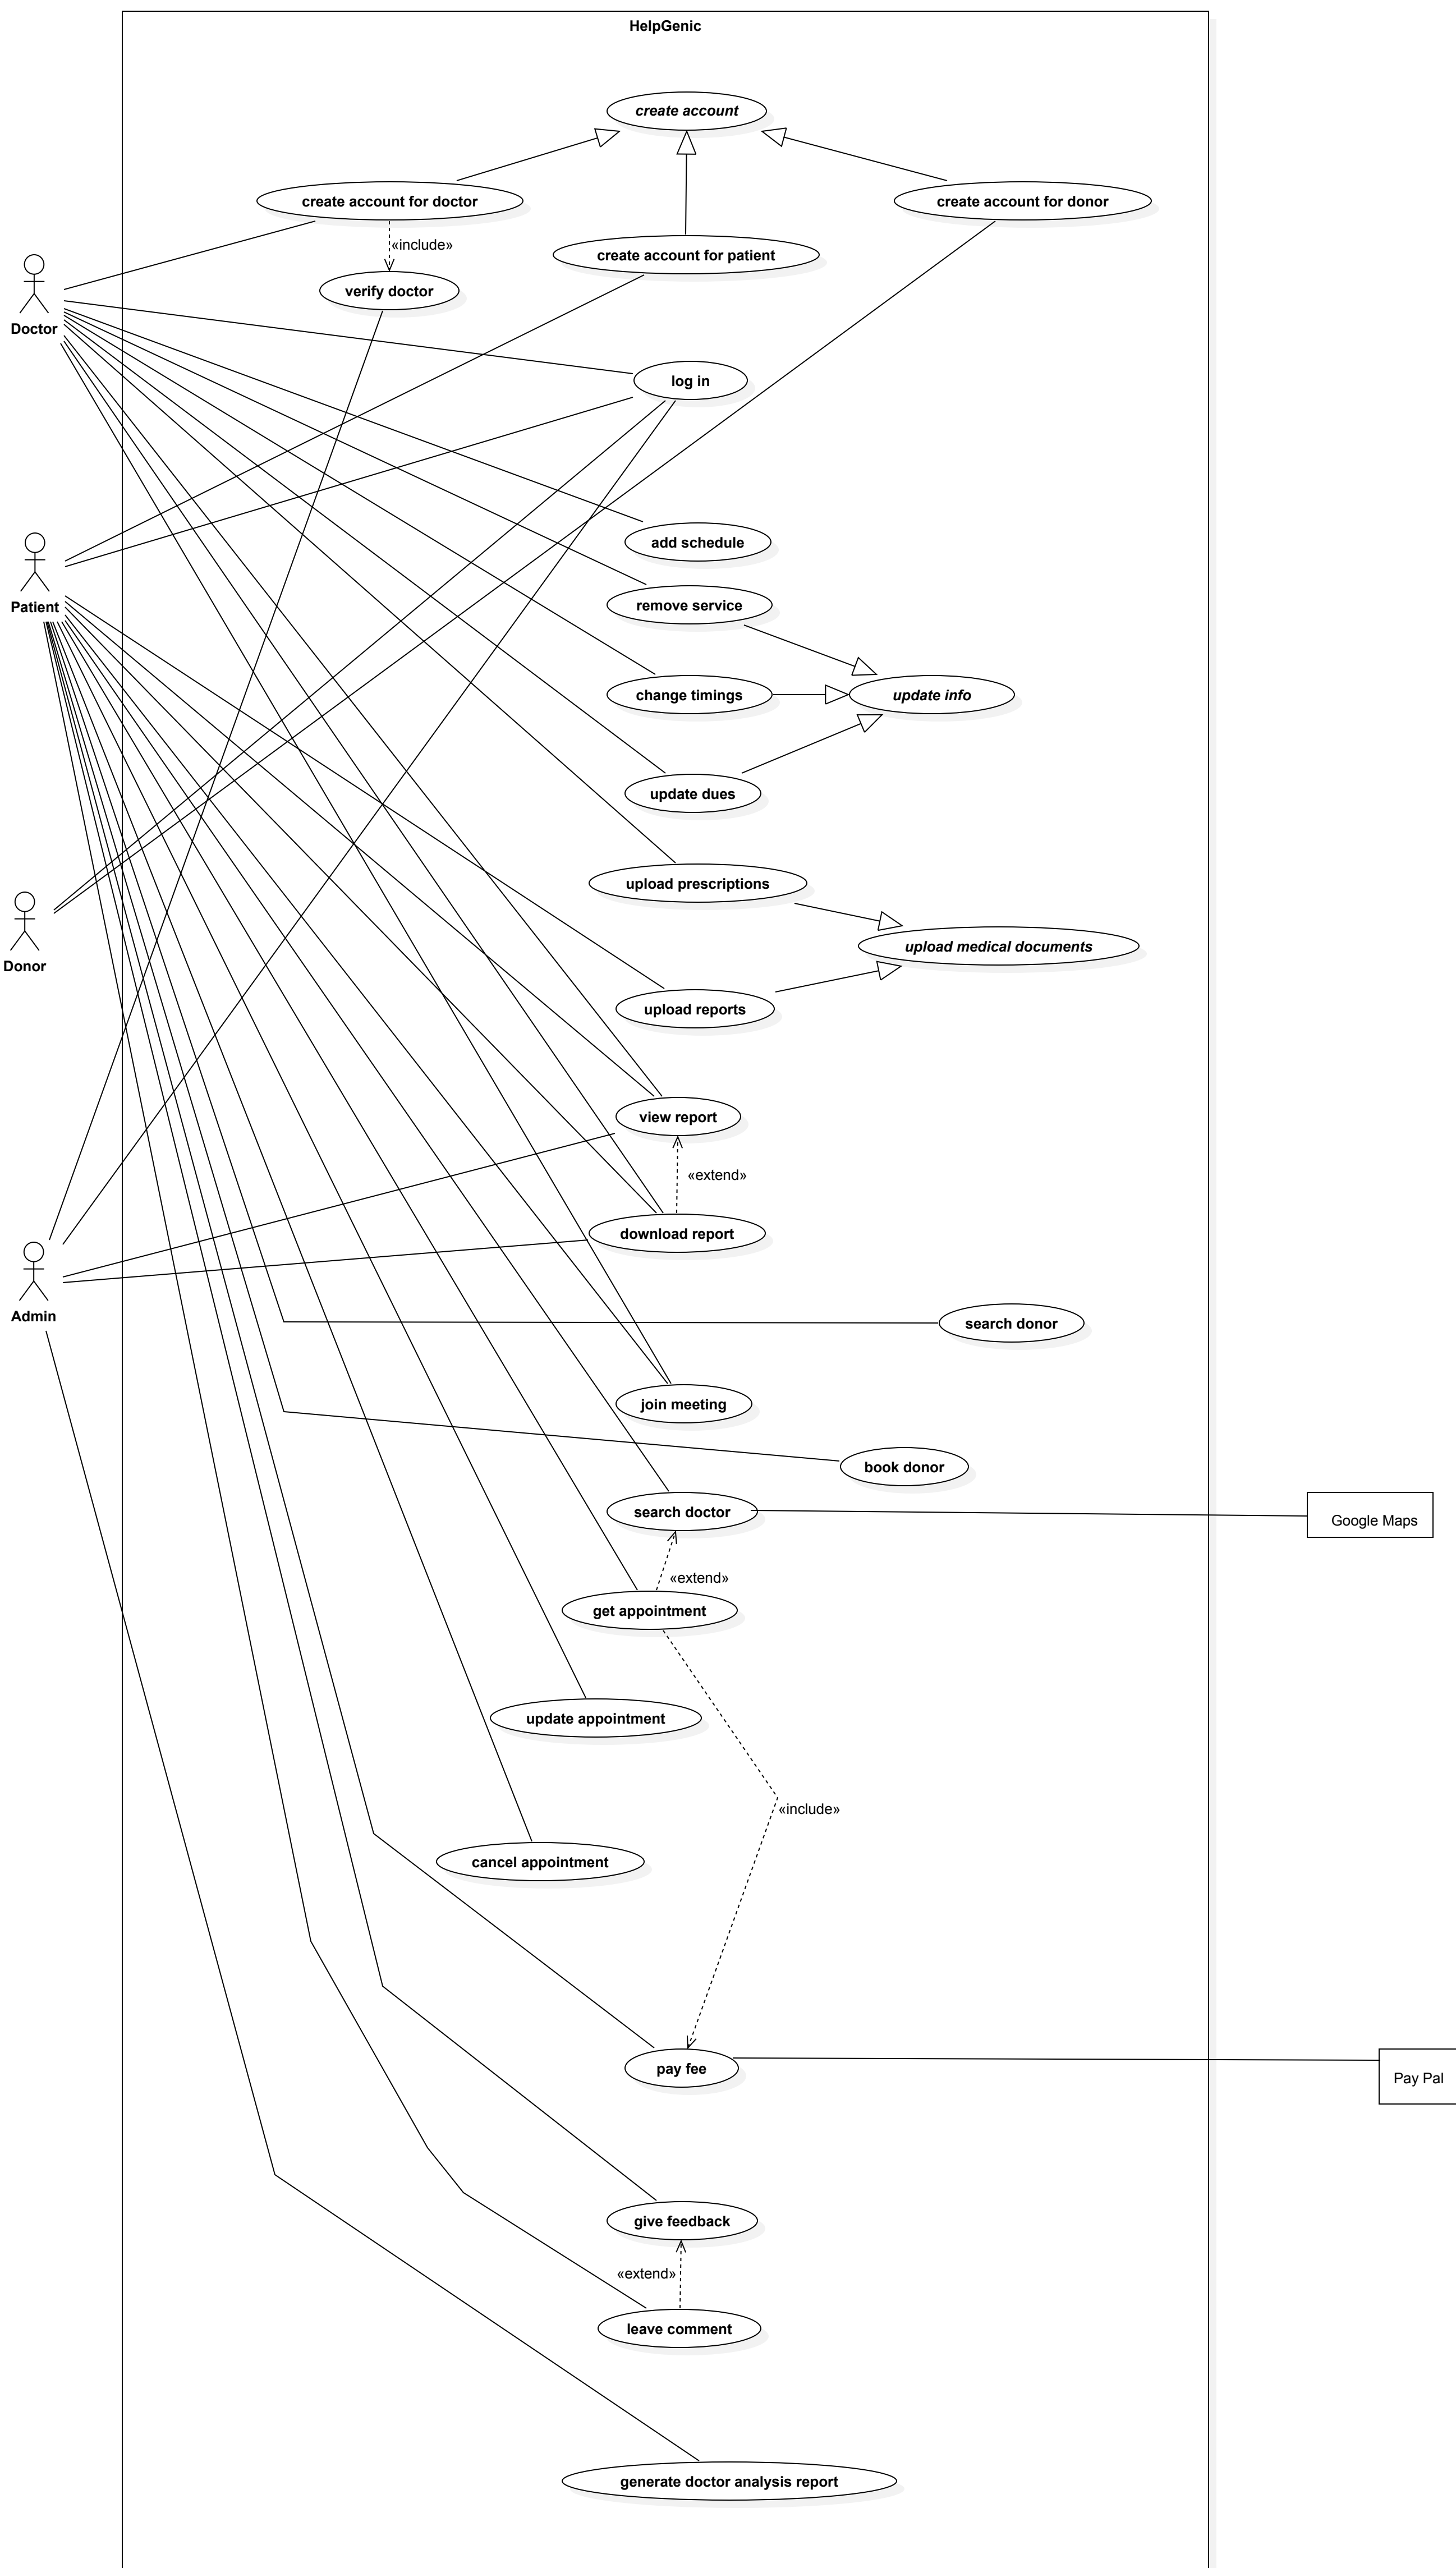 HelpGenic
create account
create account for doctor
create account for donor
«include»
create account for patient
verify doctor
Doctor
log in
add schedule
remove service
Patient
change timings
update info
update dues
upload prescriptions
upload medical documents
Donor
upload reports
view report
«extend»
download report
Admin
search donor
join meeting
book donor
search doctor
Google Maps
«extend»
get appointment
update appointment
«include»
cancel appointment
pay fee
Pay Pal
give feedback
«extend»
leave comment
generate doctor analysis report